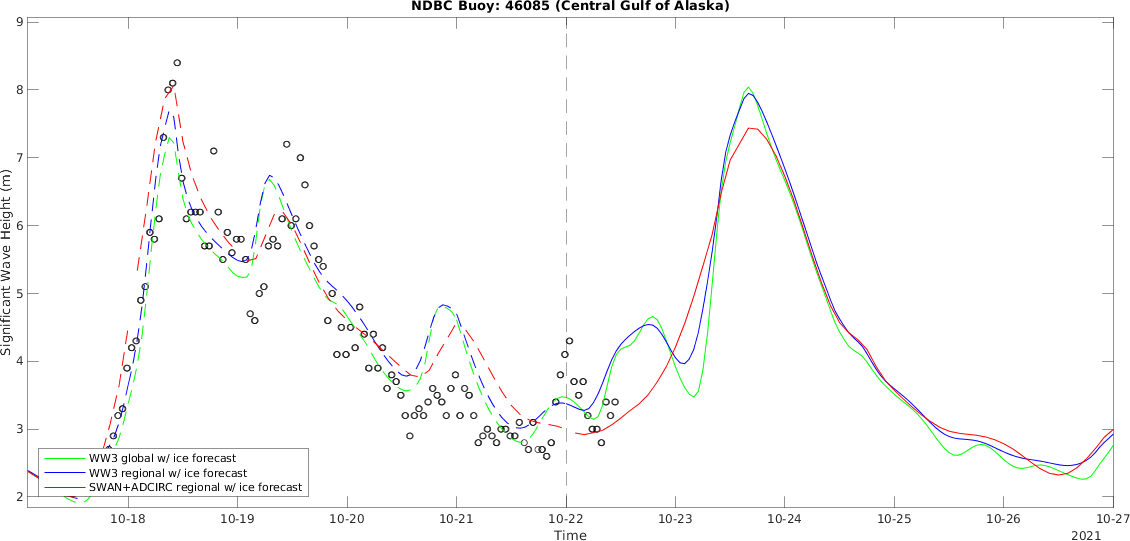 NDBC Buoy: 46085 (Central Gulf of Alaska)
9
8
7
6
5
4
3
2
Significant Wave Height (m)
WW3 global w/ ice forecast
WW3 regional w/ ice forecast
SWAN+ADCIRC regional w/ ice forecast
10-18 10-19 10-20 10-21 10-22 10-23 10-24 10-25 10-26 10-27
Time
2021